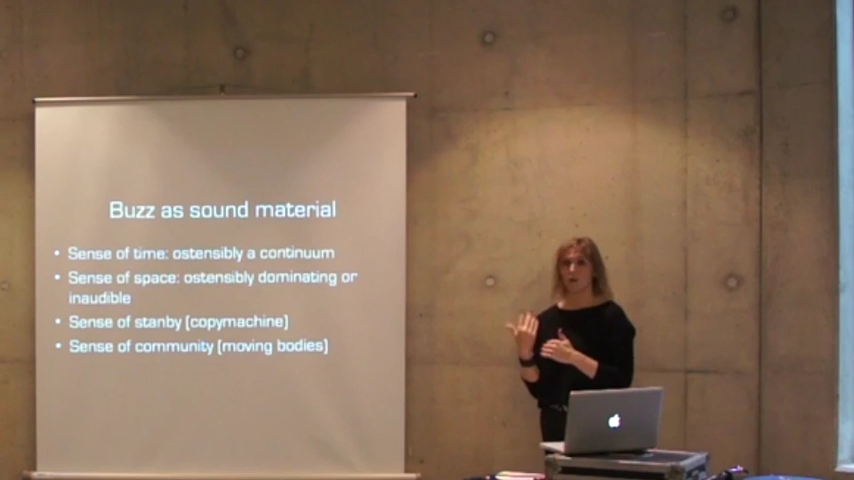 Buzz as sound material
• Sense of time: ostensibly a continuum
• Sense of space: ostensibly dominating or
inaudible
• Sense of stanby (copymachine)
• Sense of community (moving bodies)